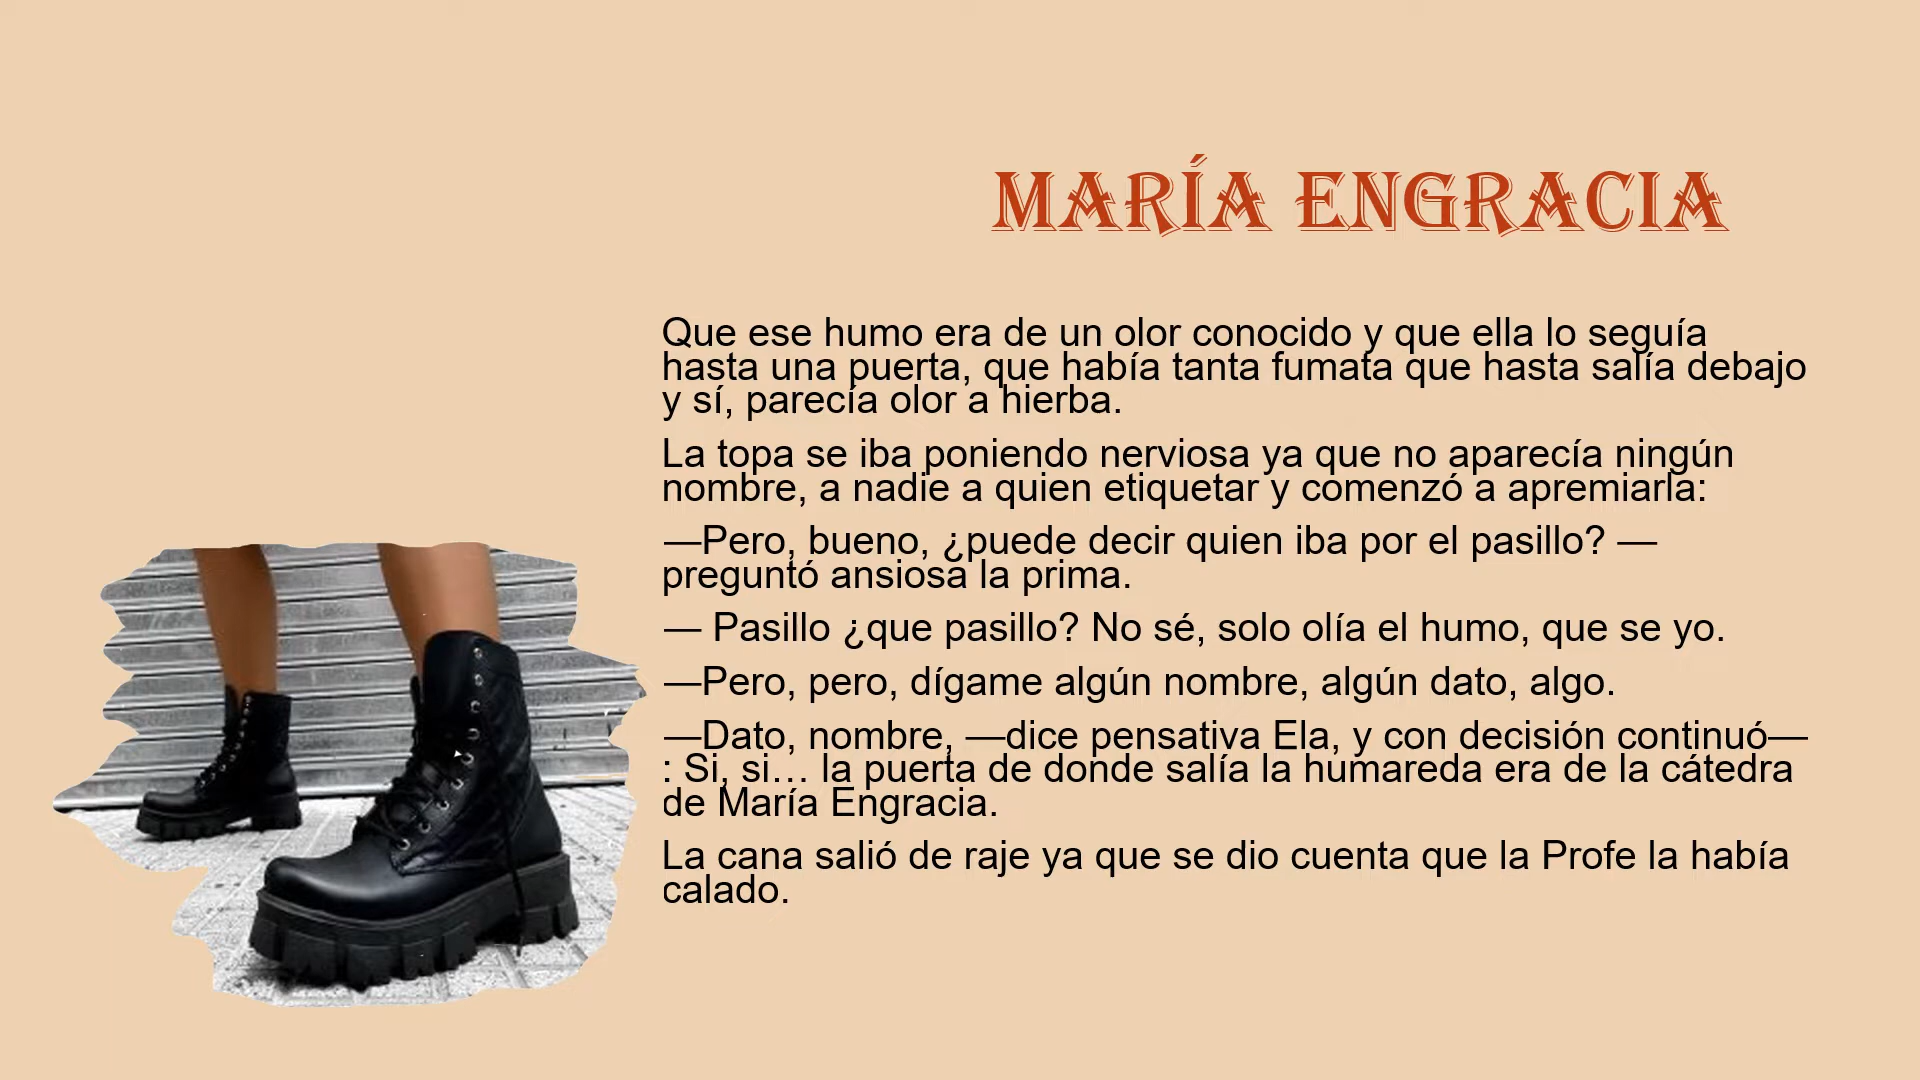 MARÍA ENGRACIA
Que ese humo era de un olor conocido y que ella lo seguía
hasta una puerta, que había tanta fumata que hasta salía debajo
y sí, parecía olor a hierba.
La topa se iba poniendo nerviosa ya que no aparecía ningún
nombre, a nadie a quien etiquetar y comenzó a apremiarla:
—Pero, bueno, ¿puede decir quien iba por el pasillo? —
preguntó ansiosa la prima.
— Pasillo ¿que pasillo? No sé, solo olía el humo, que se yo.
—Pero, pero, dígame algún nombre, algún dato, algo.
—Dato, nombre, —dice pensativa Ela, y con decisión continuó—
: Si, si… la puerta de donde salía la humareda era de la cátedra
de María Engracia.
La cana salió de raje ya que se dio cuenta que la Profe la había
calado.